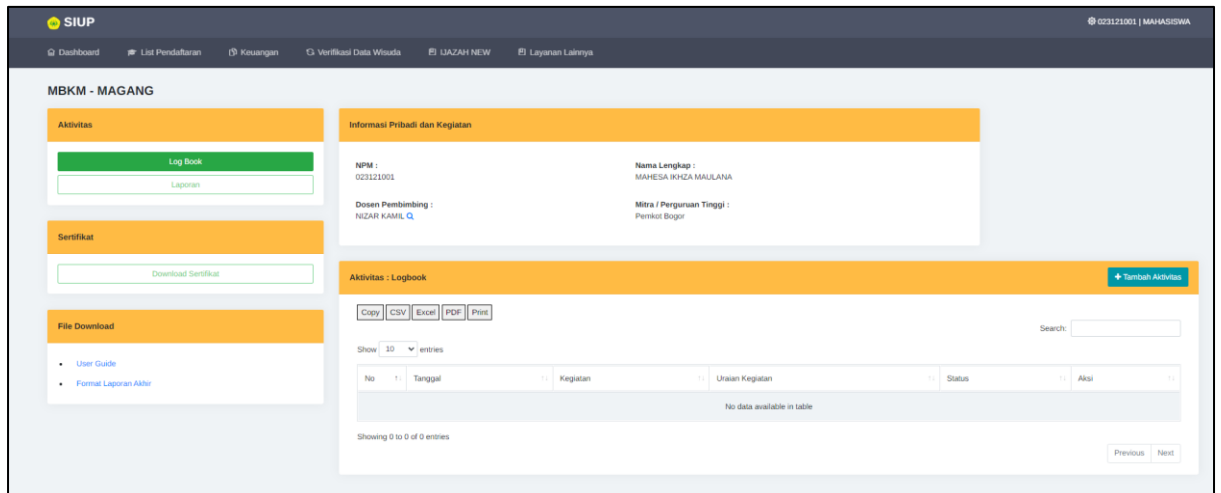 SIUP
023121001 | MAHASISWA
Dashboard List Pendaftaran Keuangan Verifikasi Data Wisuda IJAZAH NEW Layanan Lainnya
MBKM - MAGANG
Aktivitas
Log Book
Laporan
Sertifikat
Download Sertifikat
File Download
User Guide
Format Laporan Akhir
Informasi Pribadi dan Kegiatan
NPM :
023121001
Nama Lengkap :
MAHESA IKHZA MAULANA
Dosen Pembimbing :
NIZAR KAMIL
Mitra / Perguruan Tinggi :
Pemkot Bogor
Aktivitas : Logbook
+ Tambah Aktivitas
Copy CSV Excel PDF Print
Search:
Show 10 entries
No Tanggal Kegiatan Uraian Kegiatan Status Aksi
No data available in table
Showing 0 to 0 of 0 entries
Previous Next